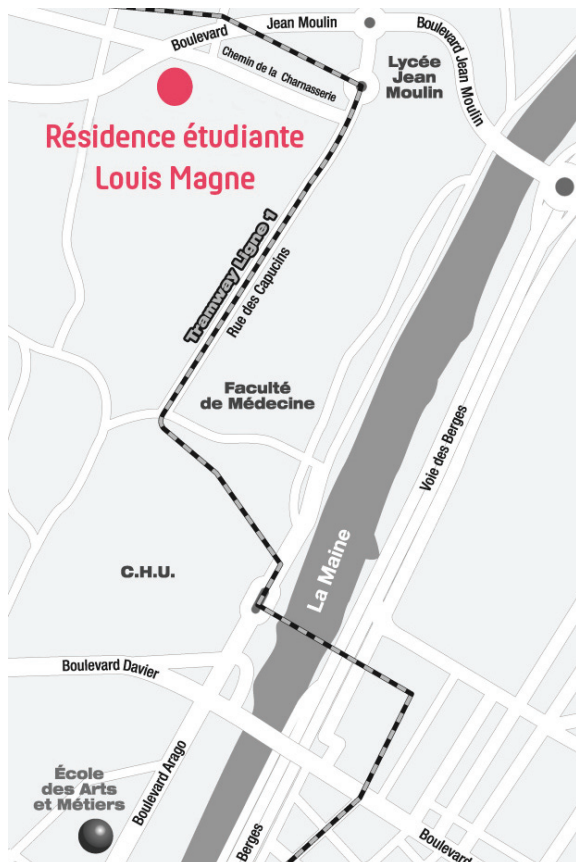 Boulevard
Jean Moulin
Boulevard Jean Moulin
Chemin de la Charnasserie
Lycée
Jean
Moulin
Résidence étudiante
Louis Magne
Tramway Ligne 1
Rue des Capucins
Faculté
de Médecine
Voie des Berges
La Maine
C.H.U.
Boulevard Davier
Boulevard Arago
École
des Arts
et Métiers
Berges
Boulevard